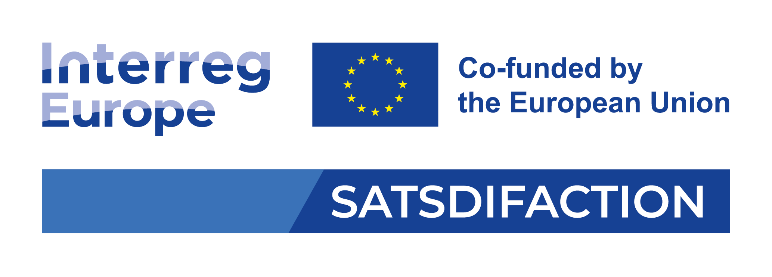 Interreg
Europe
Co-funded by
the European Union
SATSDIFACTION